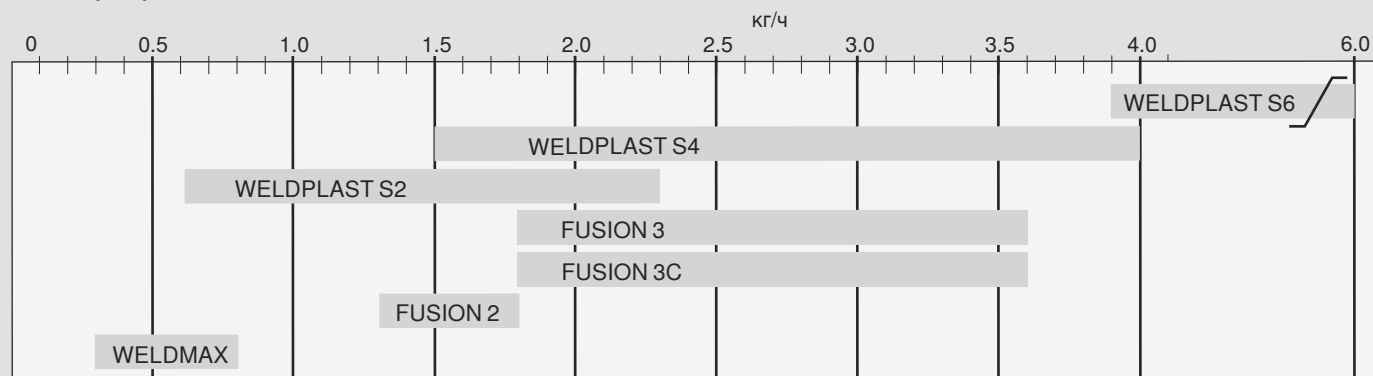 кг/ч
0 0.5 1.0 1.5 2.0 2.5 3.0 3.5 4.0 6.0
WELDPLAST S6
WELDPLAST S4
WELDPLAST S2
FUSION 3
FUSION 3C
FUSION 2
WELDMAX